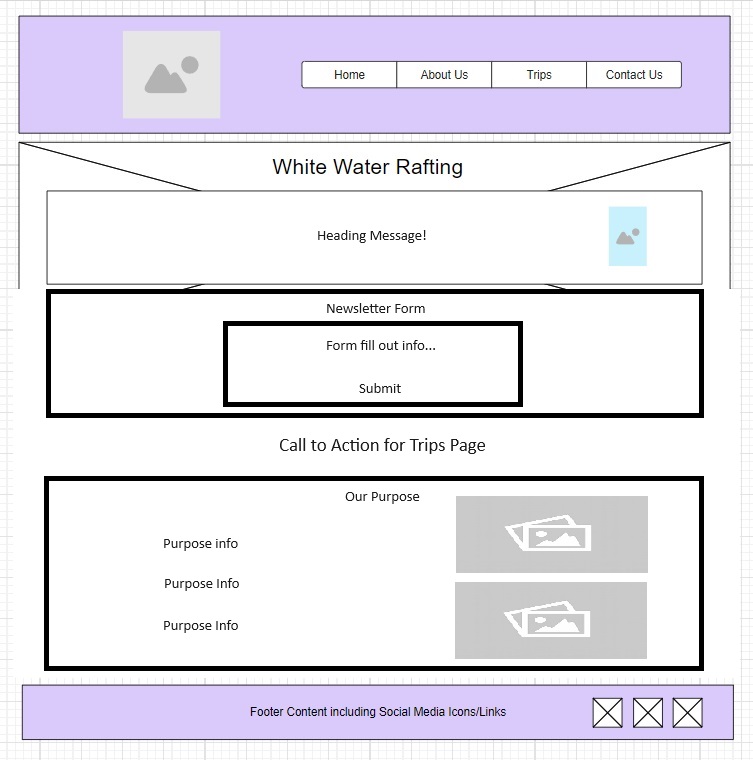 Home
About Us
Trips
Contact Us
White Water Rafting
Heading Message!
Newsletter Form
Form fill out info...
Submit
Call to Action for Trips Page
Our Purpose
Purpose info
Purpose Info
Purpose Info
Footer Content including Social Media Icons/Links